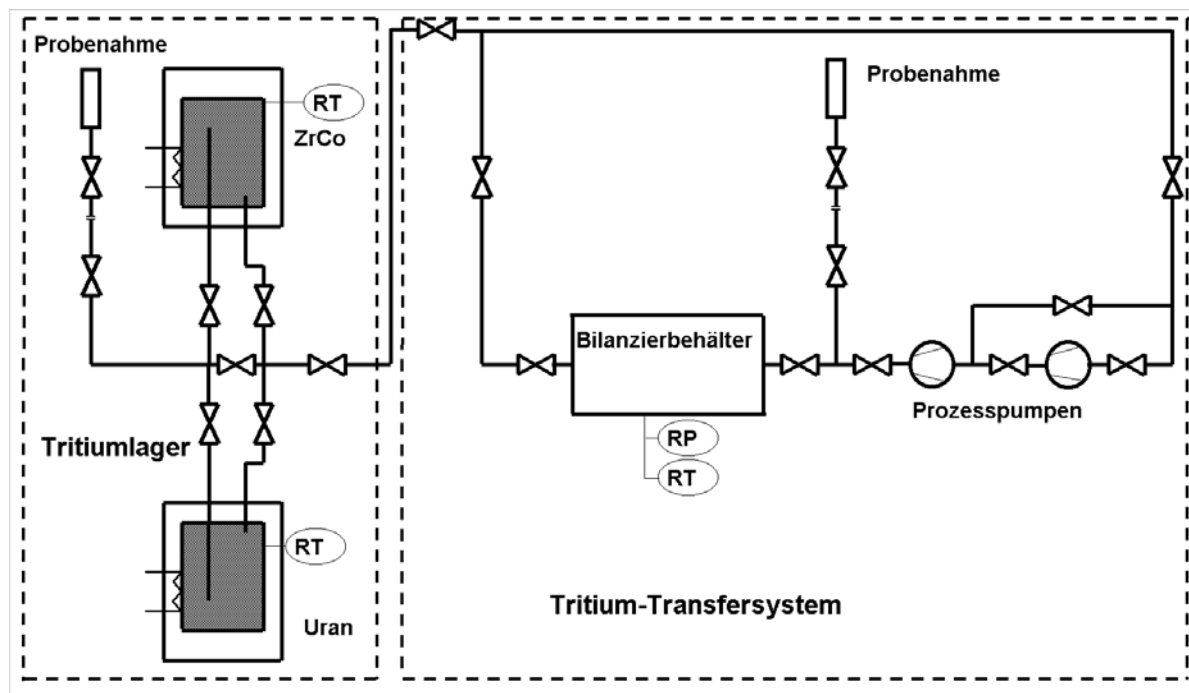 Probenahme
RT
ZrCo
Tritiumlager
RT
Uran
Probenahme
Bilanzierbehälter
Prozesspumpen
RP
RT
Tritium-Transfersystem